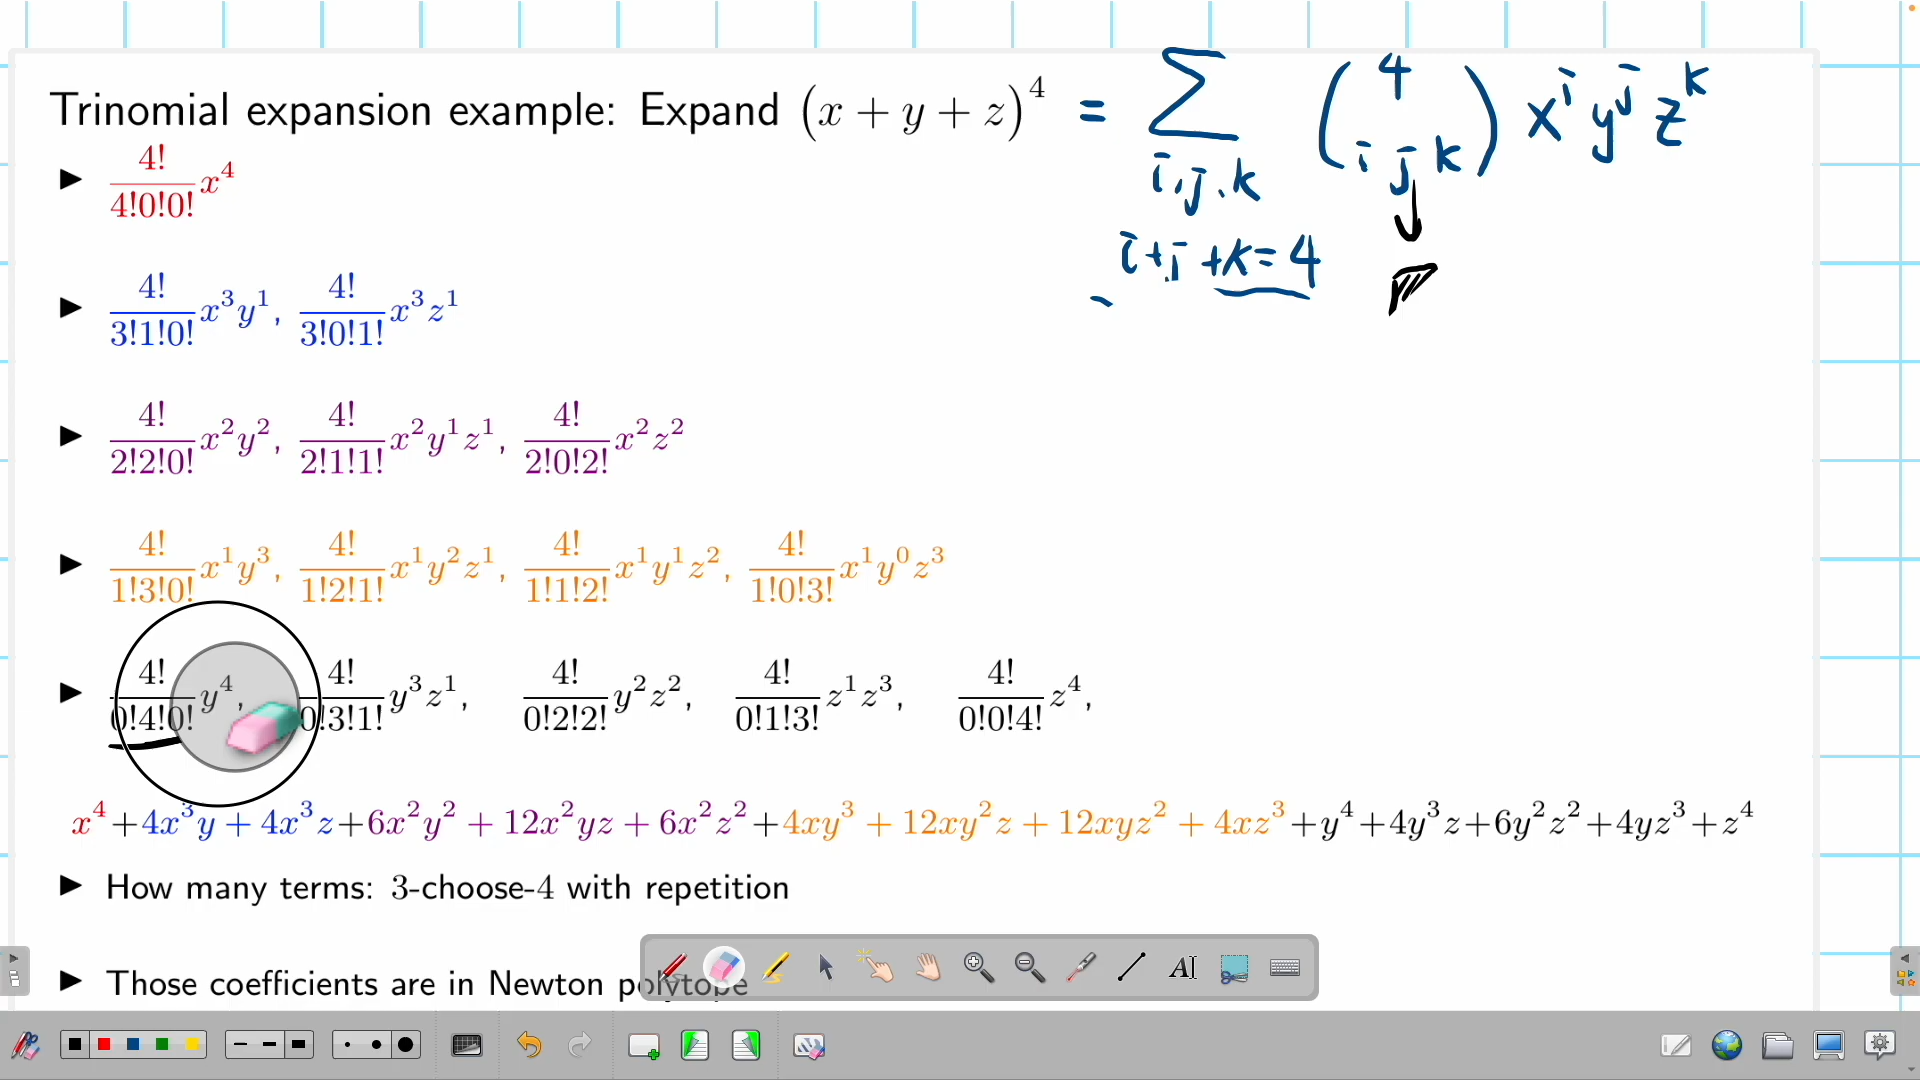 Trinomial expansion example: Expand (x + y + z)^4 = Σ (4 / i j k) x^i y^j z^k
i, j, k
i+j+k=4
▶ 4!/4!0!0! x^4
▶ 4!/3!1!0! x^3y^1, 4!/3!0!1! x^3z^1
▶ 4!/2!2!0! x^2y^2, 4!/2!1!1! x^2y^1z^1, 4!/2!0!2! x^2z^2
▶ 4!/1!3!0! x^1y^3, 4!/1!2!1! x^1y^2z^1, 4!/1!1!2! x^1y^1z^2, 4!/1!0!3! x^1y^0z^3
▶ 4!/0!4!0! y^4, 4!/0!3!1! y^3z^1, 4!/0!2!2! y^2z^2, 4!/0!1!3! z^1z^3, 4!/0!0!4! z^4,
x^4+4x^3y + 4x^3z+6x^2y^2 + 12x^2yz + 6x^2z^2+4xy^3 + 12xy^2z + 12xyz^2 + 4xz^3+y^4+4y^3z+6y^2z^2+4yz^3+z^4
▶ How many terms: 3-choose-4 with repetition
▶ Those coefficients are in Newton polytope